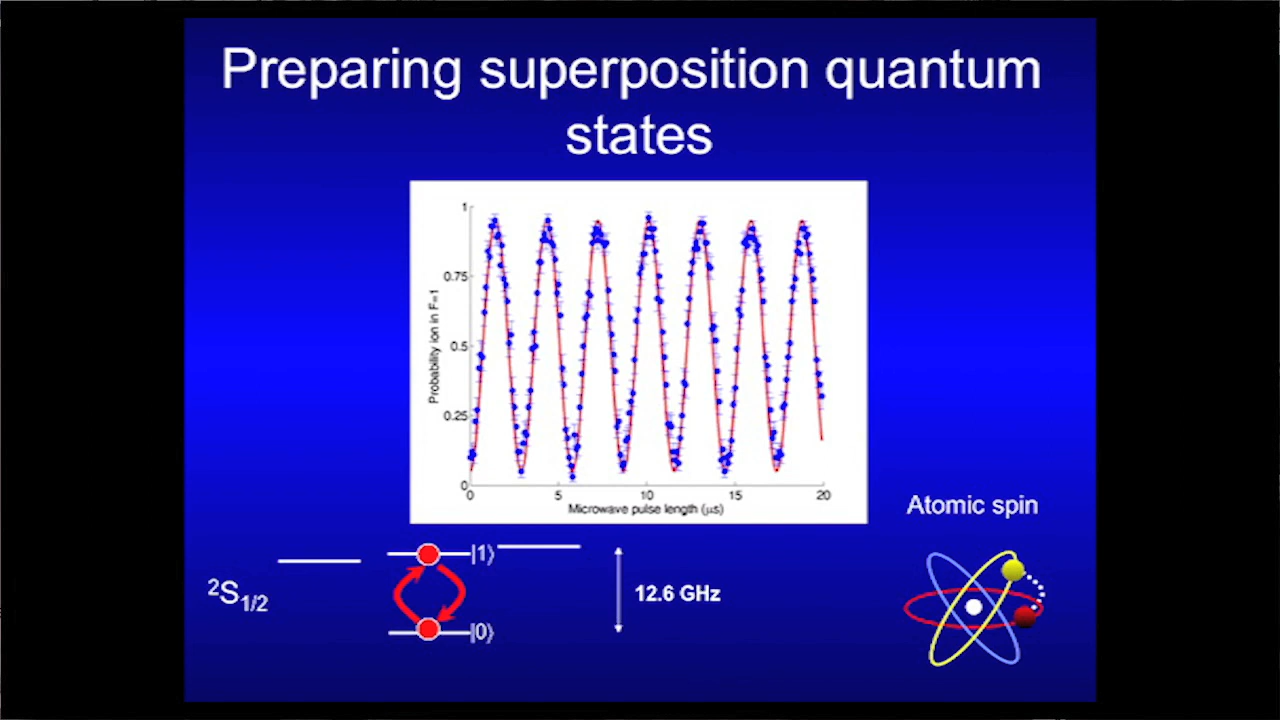 Preparing superposition quantum
states
1
0.75
0.5
0.25
0
Probability ion in F=1
0 5 10 15 20
Microwave pulse length (μs)
Atomic spin
|1⟩
²S₁/₂
12.6 GHz
|0⟩